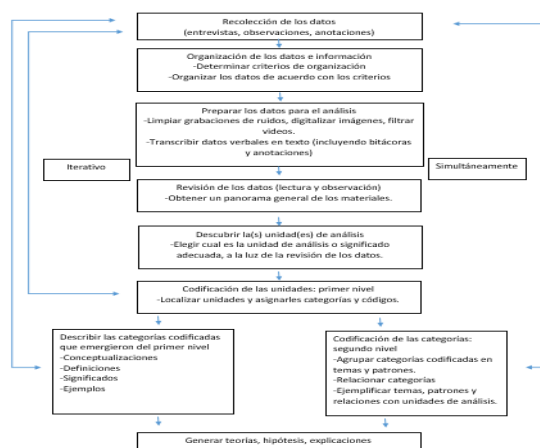 Recolección de los datos
(entrevistas, observaciones, anotaciones)
Organización de los datos e información
-Determinar criterios de organización
-Organizar los datos de acuerdo con los criterios
Preparar los datos para el análisis
-Limpiar grabaciones de ruidos, digitalizar imágenes, filtrar
videos.
-Transcribir datos verbales en texto (incluyendo bitácoras
y anotaciones)
Iterativo
Simultáneamente
Revisión de los datos (lectura y observación)
-Obtener un panorama general de los materiales.
Descubrir la(s) unidad(es) de análisis
-Elegir cual es la unidad de análisis o significado
adecuada, a la luz de la revisión de los datos.
Codificación de las unidades: primer nivel
-Localizar unidades y asignarles categorías y códigos.
Describir las categorías codificadas
que emergieron del primer nivel
-Conceptualizaciones
-Definiciones
-Significados
-Ejemplos
Codificación de las categorías:
segundo nivel
-Agrupar categorías codificadas en
temas y patrones.
-Relacionar categorías
-Ejemplificar temas, patrones y
relaciones con unidades de análisis.
Generar teorías, hipótesis, explicaciones